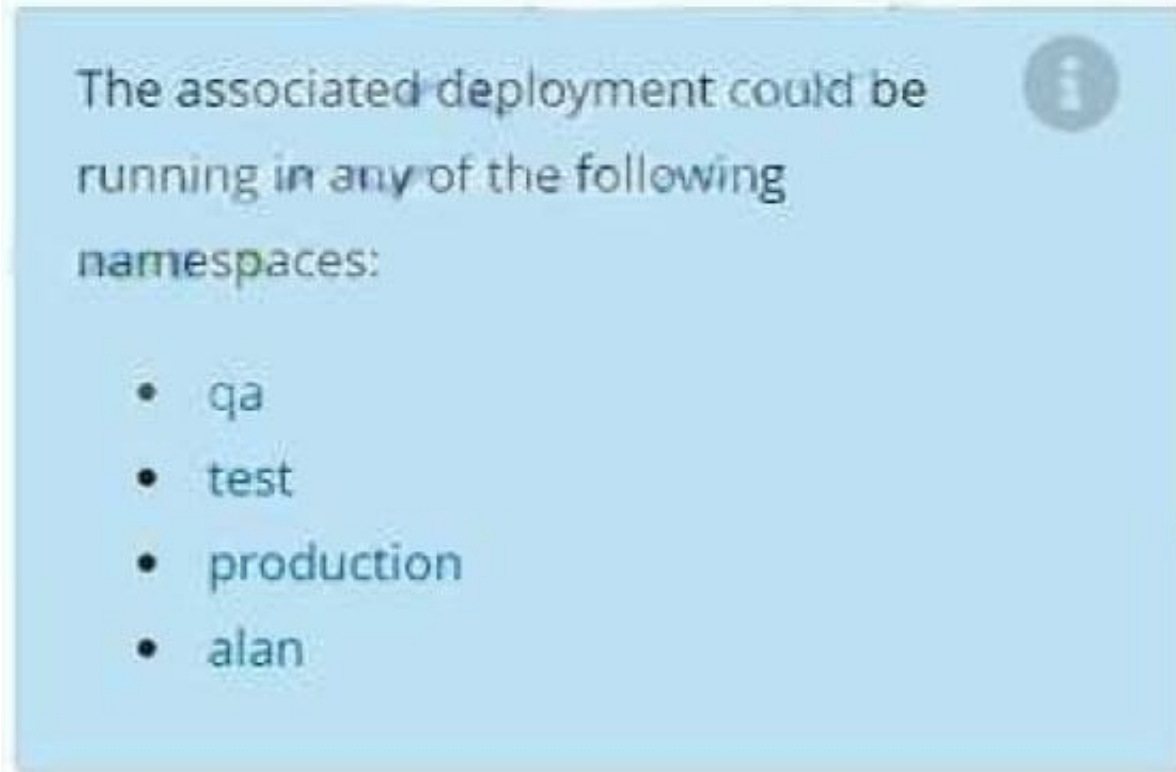 The associated deployment could be
running in any of the following
namespaces:
qa
test
production
alan